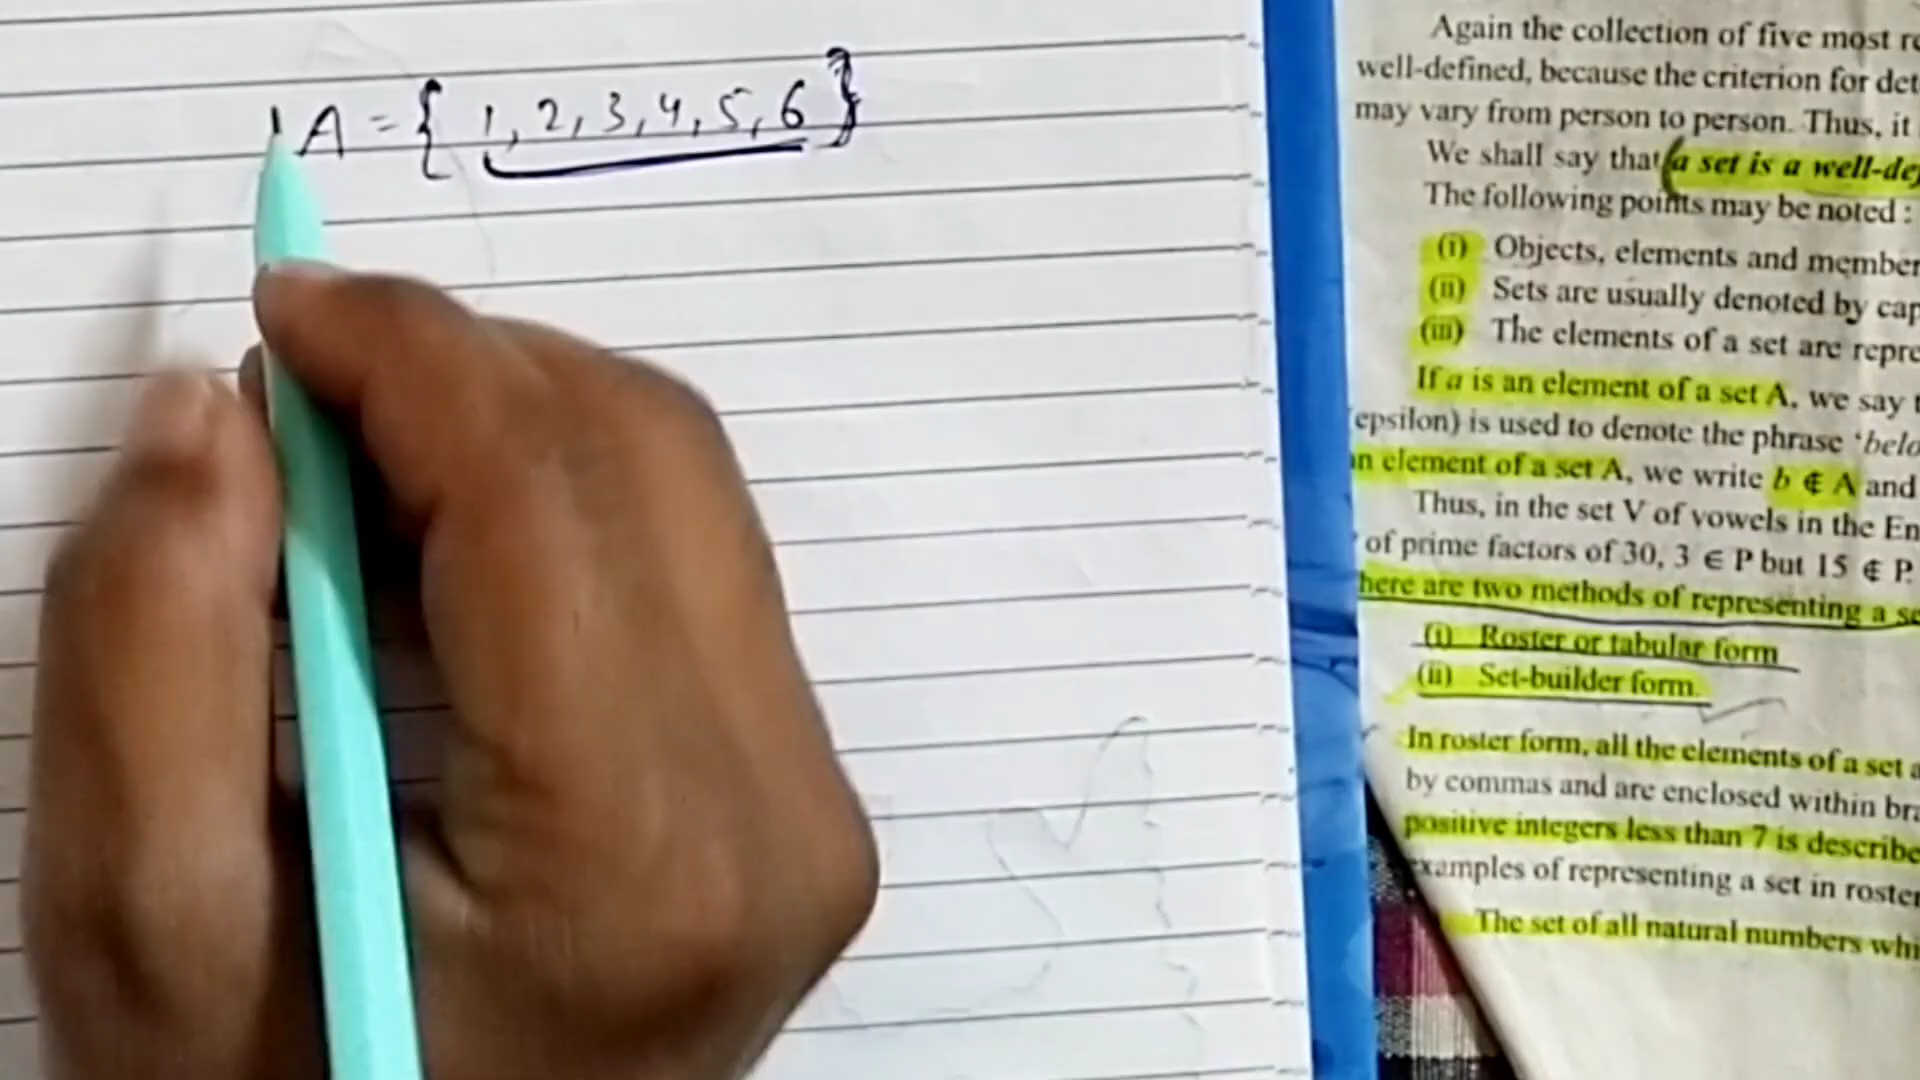 A = { 1, 2, 3, 4, 5, 6 }
Again the collection of five most re
well-defined, because the criterion for det
may vary from person to person. Thus, it
We shall say that a set is a well-de
The following points may be noted :
(i) Objects, elements and member
(ii) Sets are usually denoted by cap
(iii) The elements of a set are repre
If a is an element of a set A, we say t
(epsilon) is used to denote the phrase ‘belo
an element of a set A, we write b ∉ A and
Thus, in the set V of vowels in the En
of prime factors of 30, 3 ∈ P but 15 ∉ P.
here are two methods of representing a se
(i) Roster or tabular form
(ii) Set-builder form.
In roster form, all the elements of a set a
by commas and are enclosed within bra
positive integers less than 7 is describe
examples of representing a set in roster
The set of all natural numbers whi